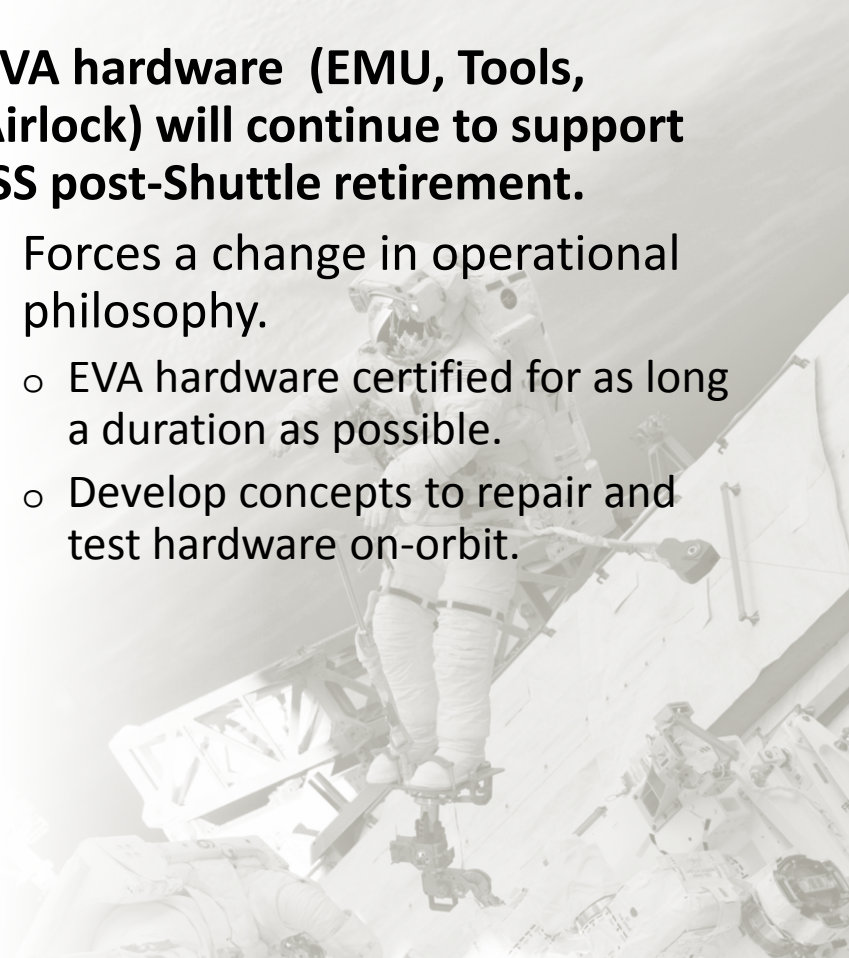 VA hardware  (EMU, Tools,
Airlock) will continue to support
SS post-Shuttle retirement.
Forces a change in operational
philosophy.
o EVA hardware certified for as long
a duration as possible.
o Develop concepts to repair and
test hardware on-orbit.